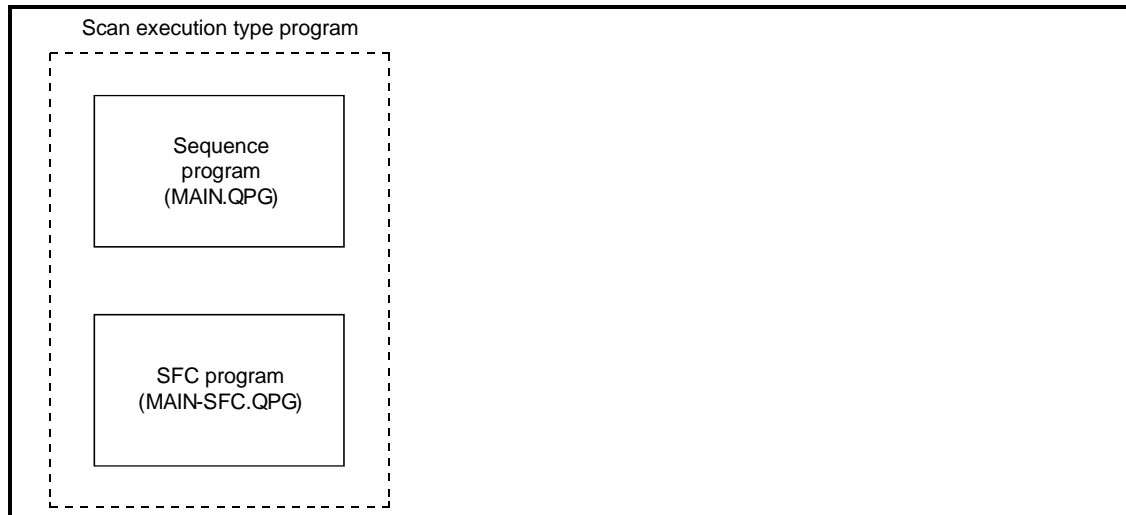 Scan execution type program
Sequence
program
(MAIN.QPG)
SFC program
(MAIN-SFC.QPG)